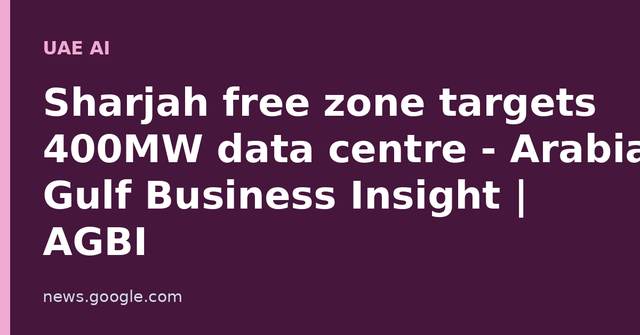 UAE AI
Sharjah free zone targets
400MW data centre - Arabia
Gulf Business Insight |
AGBI
news.google.com